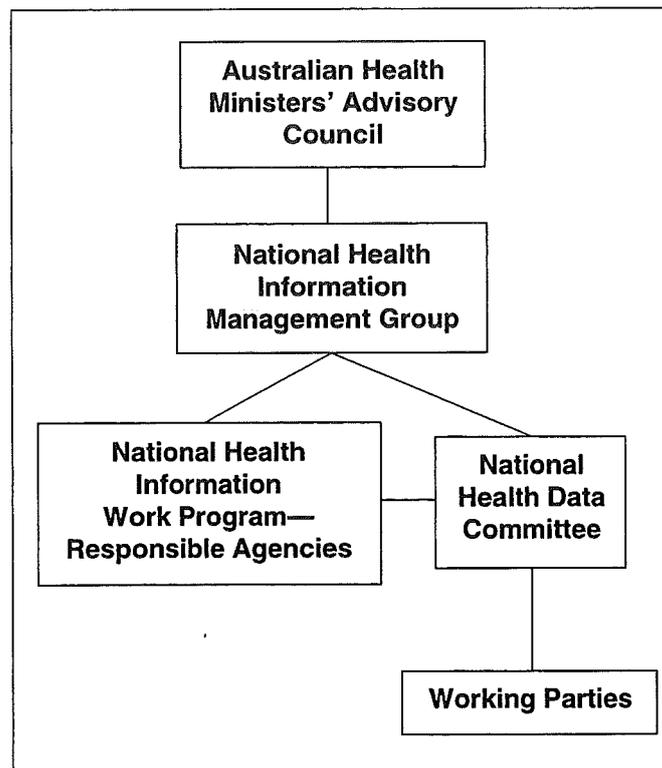 Australian Health
Ministers' Advisory
Council
National Health
Information
Management Group
National Health
Information
Work Program—
Responsible Agencies
National
Health Data
Committee
Working Parties